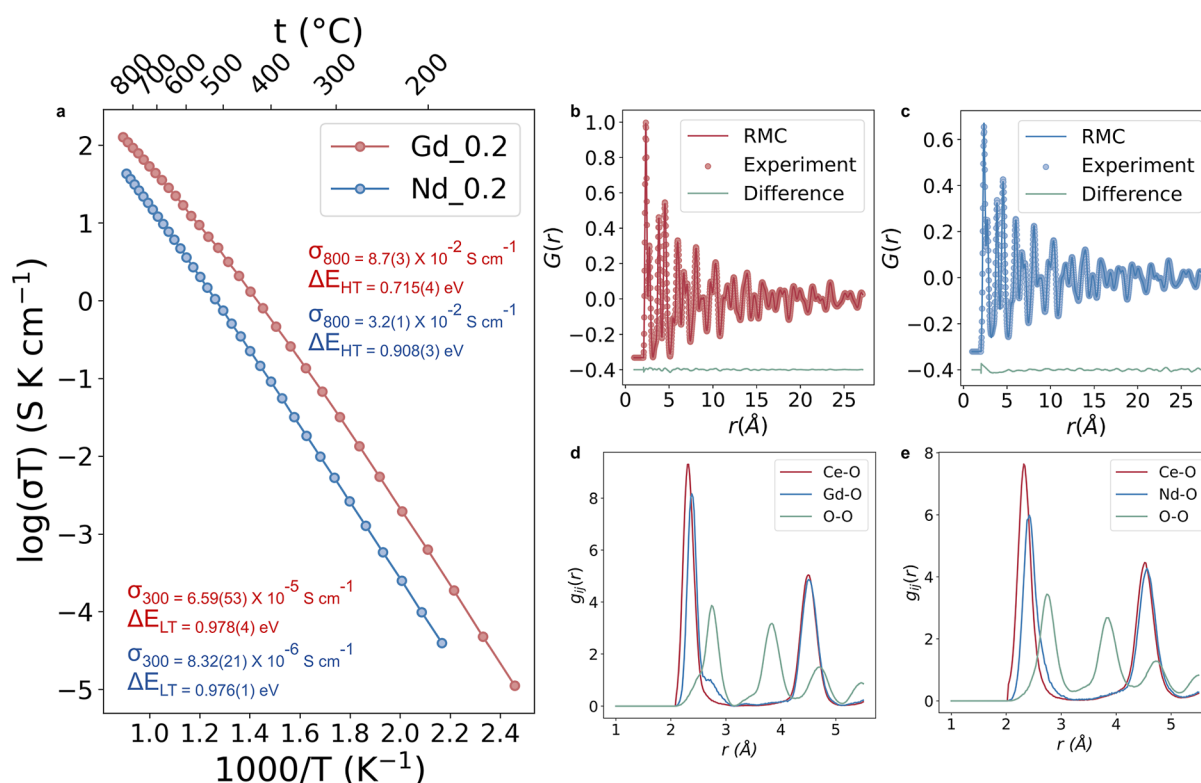 t (°C)
800 700 600 500 400 300 200
a
2
1
0
−1
−2
−3
−4
−5
log(σT) (S K cm⁻¹)
Gd_0.2
Nd_0.2
σ800 = 8.7(3) X 10⁻² S cm⁻¹
ΔEHT = 0.715(4) eV
σ800 = 3.2(1) X 10⁻² S cm⁻¹
ΔEHT = 0.908(3) eV
σ300 = 6.59(53) X 10⁻⁵ S cm⁻¹
ΔELT = 0.978(4) eV
σ300 = 8.32(21) X 10⁻⁶ S cm⁻¹
ΔELT = 0.976(1) eV
1.0 1.2 1.4 1.6 1.8 2.0 2.2 2.4
1000/T (K⁻¹)
b
1.0
0.8
0.6
0.4
0.2
0.0
−0.2
−0.4
G(r)
RMC
Experiment
Difference
0 5 10 15 20 25
r(Å)
c
0.6
0.4
0.2
0.0
−0.2
−0.4
G(r)
RMC
Experiment
Difference
0 5 10 15 20 25
r(Å)
d
8
6
4
2
0
gij(r)
Ce-O
Gd-O
O-O
1 2 3 4 5
r (Å)
e
8
6
4
2
0
gij(r)
Ce-O
Nd-O
O-O
1 2 3 4 5
r (Å)